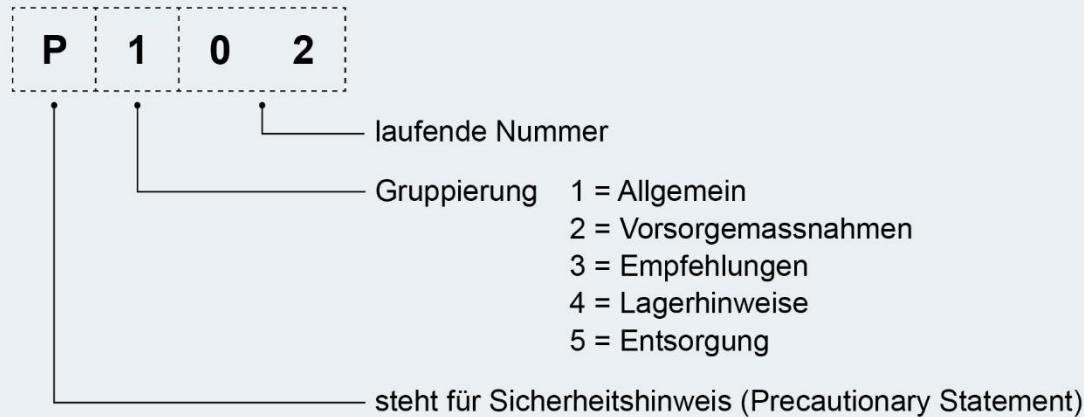 P 1 0 2
laufende Nummer
Gruppierung 1 = Allgemein
2 = Vorsorgemassnahmen
3 = Empfehlungen
4 = Lagerhinweise
5 = Entsorgung
steht für Sicherheitshinweis (Precautionary Statement)